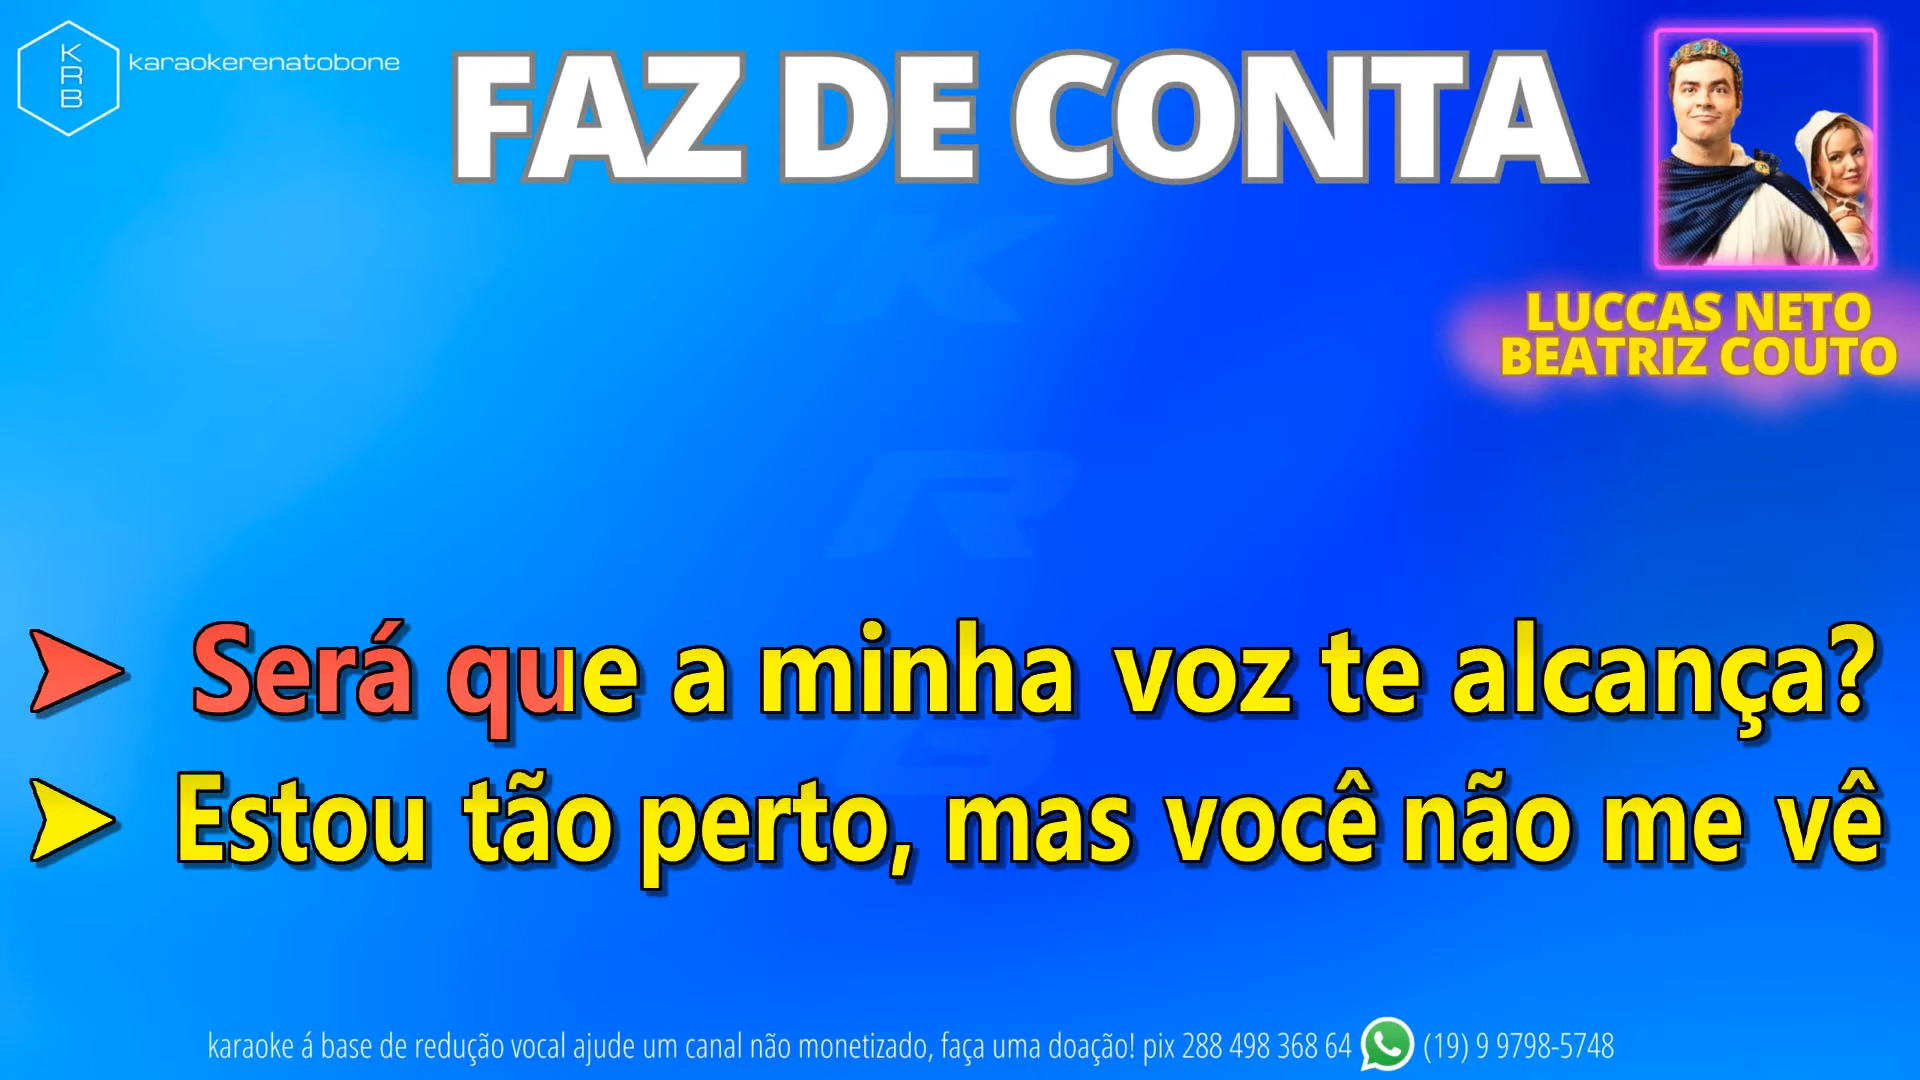 K
R
B
karaokerenatobone
FAZ DE CONTA
LUCCAS NETO
BEATRIZ COUTO
K
R
B
➤ Será que a minha voz te alcança?
➤ Estou tão perto, mas você não me vê
karaoke á base de redução vocal ajude um canal não monetizado, faça uma doação! pix 288 498 368 64 (19) 9 9798-5748